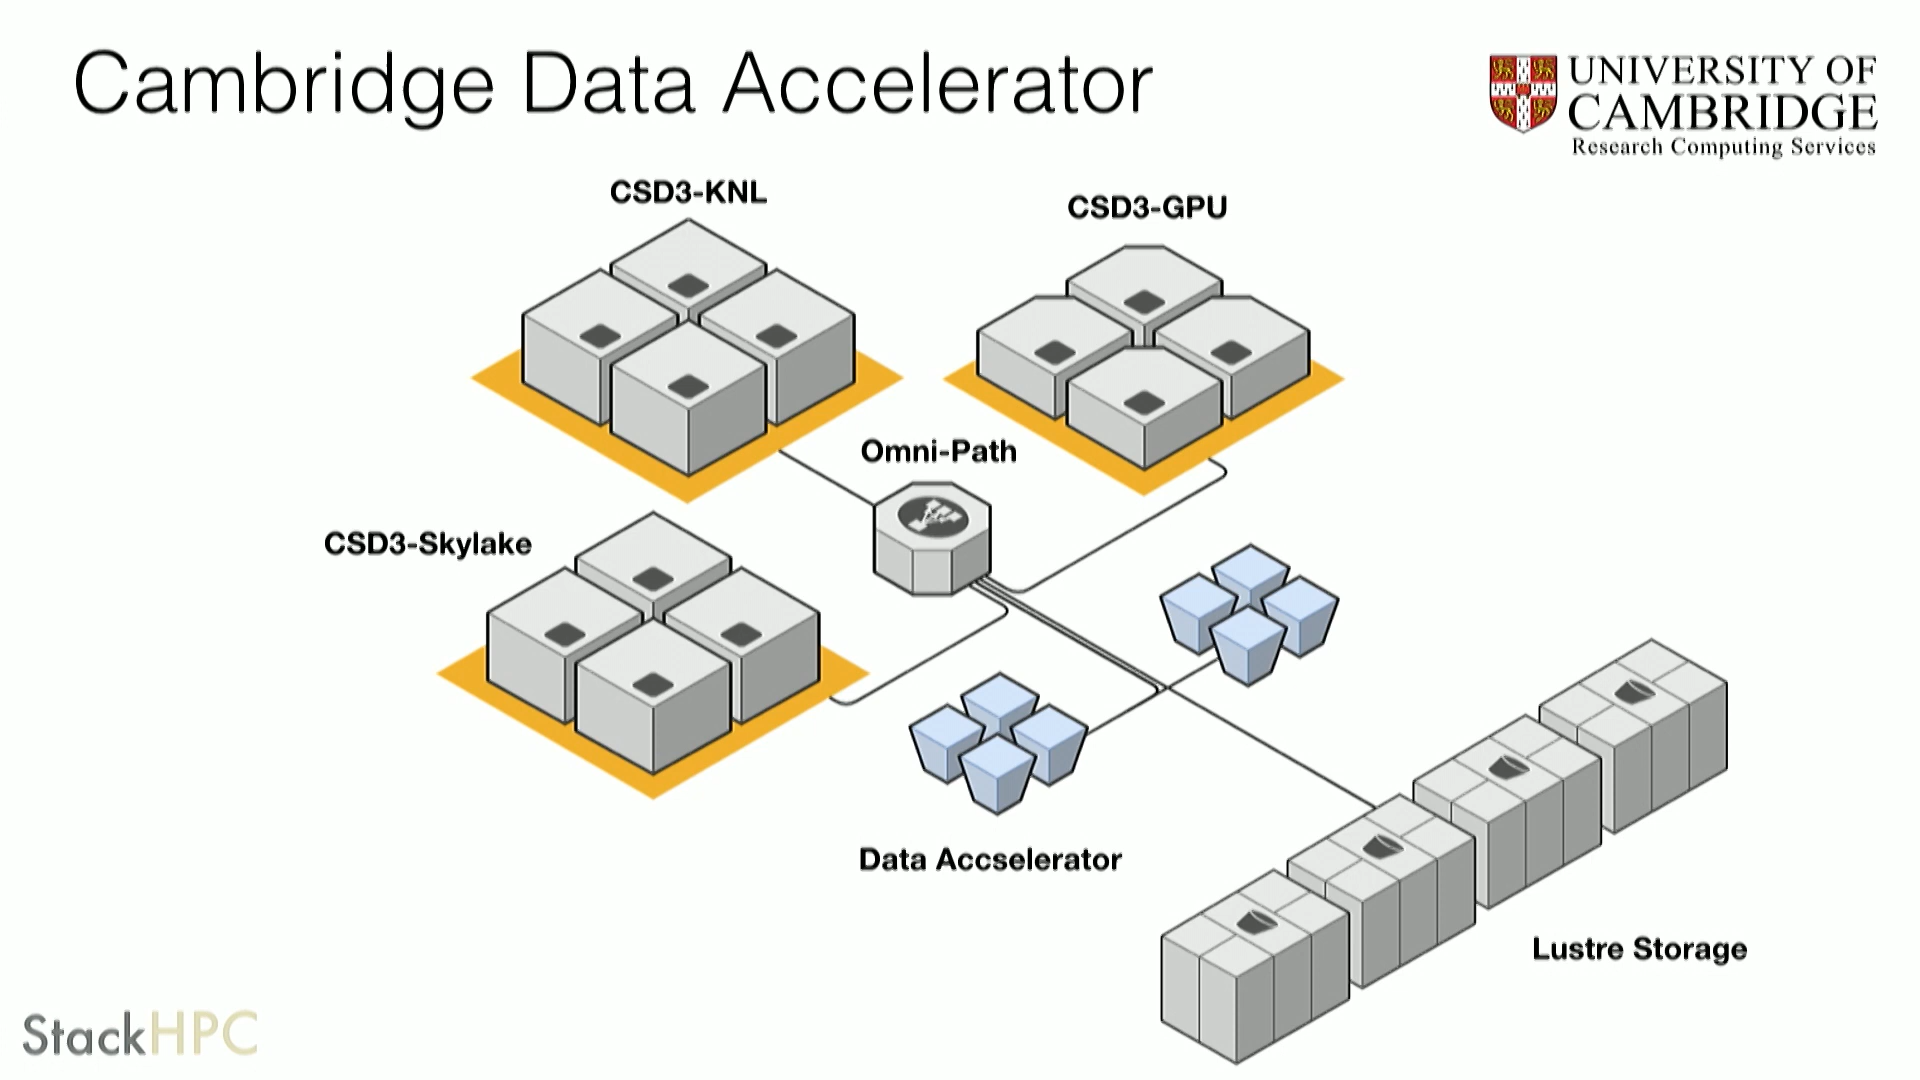 Cambridge Data Accelerator
UNIVERSITY OF
CAMBRIDGE
Research Computing Services
CSD3-KNL
CSD3-GPU
Omni-Path
CSD3-Skylake
Data Accselerator
Lustre Storage
StackHPC